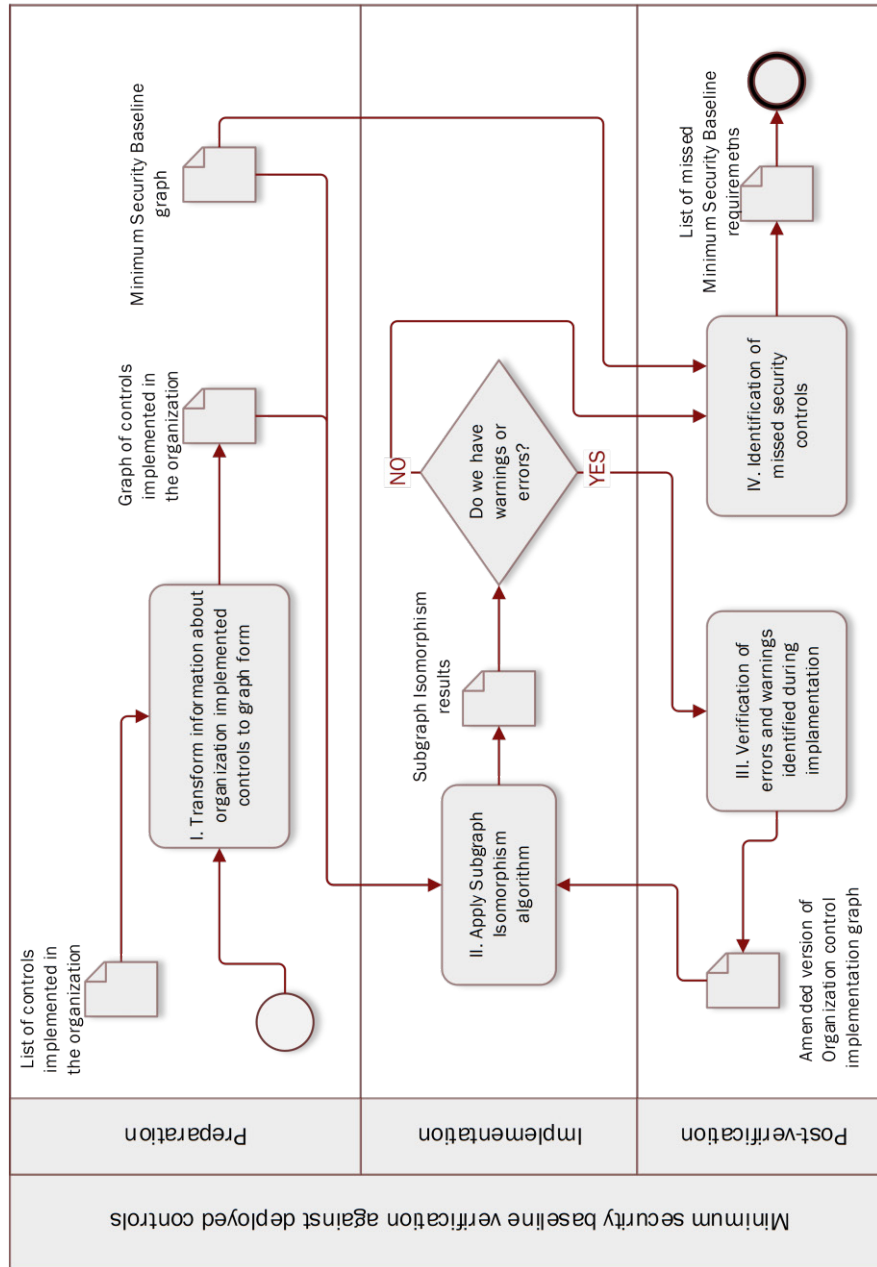 Minimum security baseline verification against deployed controls
Preparation
Implementation
Post-verification
List of controls
implemented in
the organization
I. Transform information about
organization implemented
controls to graph form
Graph of controls
implemented in
the organization
Minimum Security Baseline
graph
II. Apply Subgraph
Isomorphism
algorithm
Subgraph Isomorphism
results
Do we have
warnings or
errors?
NO
YES
Amended version of
Organization control
implementation graph
III. Verification of
errors and warnings
identified during
implamentation
IV. Identification of
missed security
controls
List of missed
Minimum Security Baseline
requiremetns